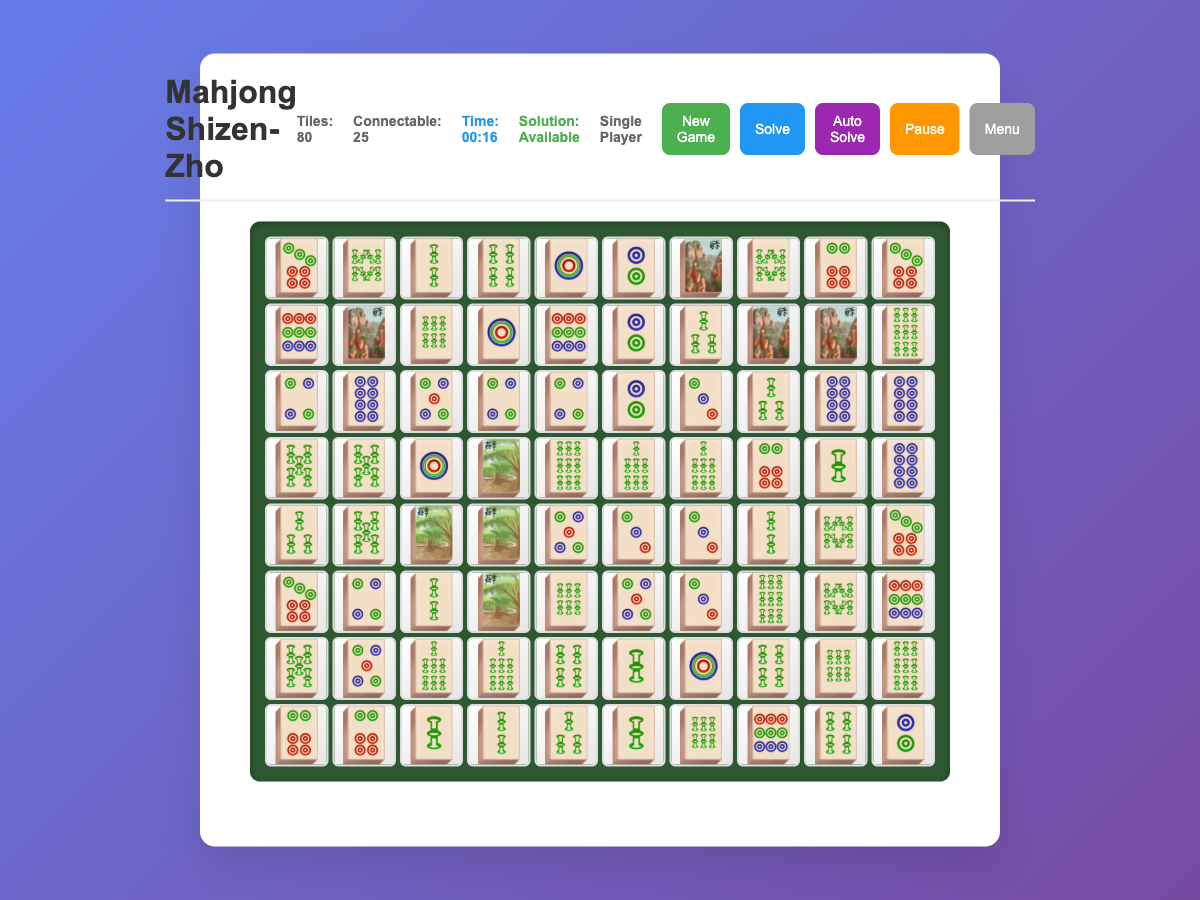 Mahjong
Shizen-
Zho
Tiles:
80
Connectable:
25
Time:
00:16
Solution:
Available
Single
Player
New
Game
Solve
Auto
Solve
Pause
Menu